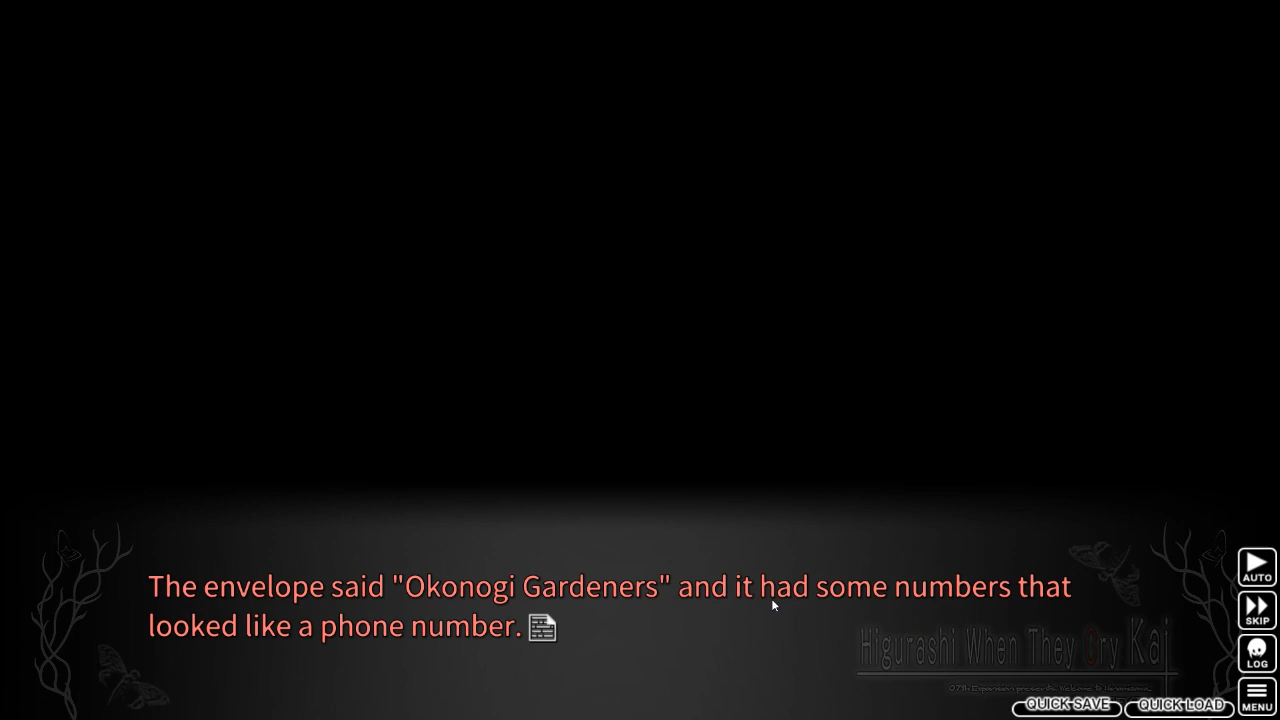 The envelope said "Okonogi Gardeners" and it had some numbers that
looked like a phone number.
AUTO
SKIP
LOG
MENU
Higurashi When They Cry Kai
QUICK SAVE
QUICK LOAD